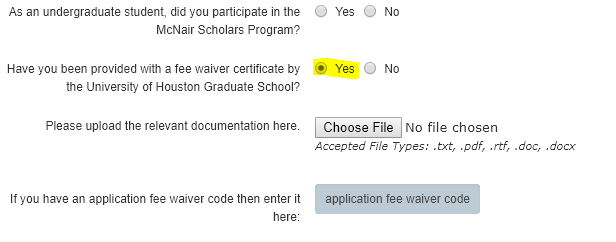 As an undergraduate student, did you participate in the Yes No
McNair Scholars Program?
Have you been provided with a fee waiver certificate by Yes No
the University of Houston Graduate School?
Please upload the relevant documentation here. Choose File No file chosen
Accepted File Types: .txt, .pdf, .rtf, .doc, .docx
If you have an application fee waiver code then enter it application fee waiver code
here: